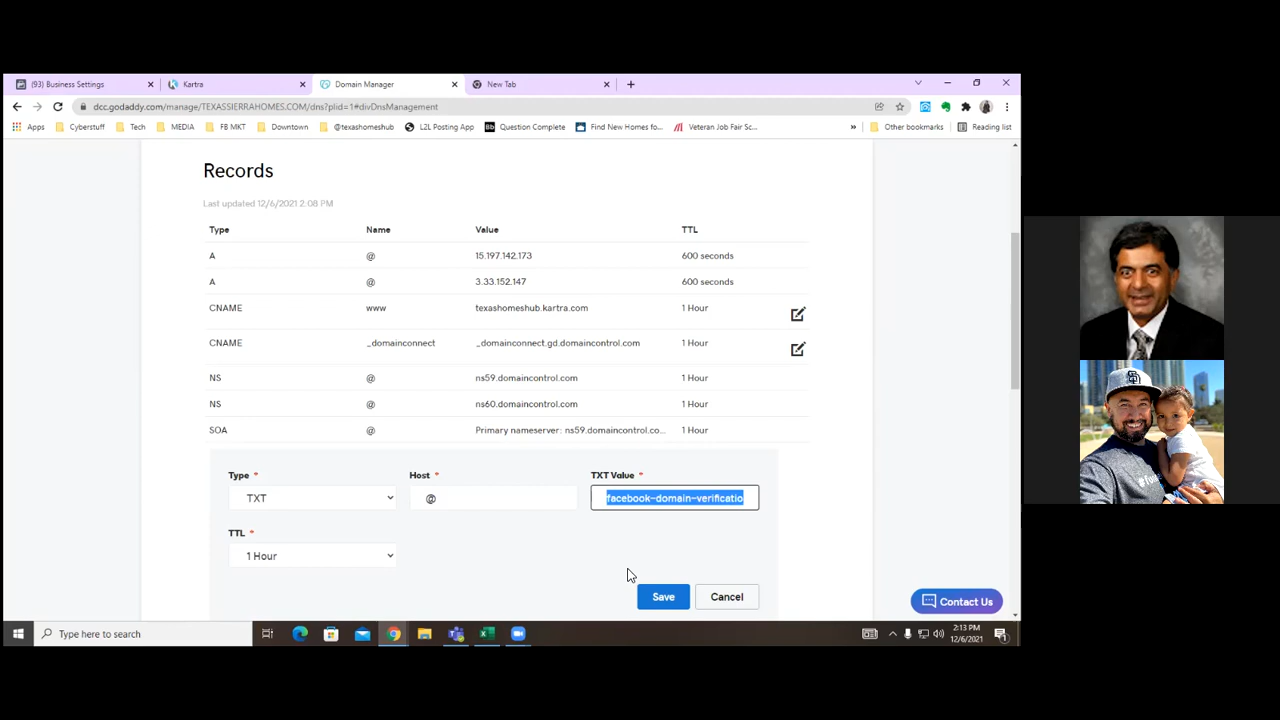 (93) Business Settings
Kartra
Domain Manager
New Tab
dcc.godaddy.com/manage/TEXASSIERRAHOMES.COM/dns?plid=1#divDnsManagement
Apps
Cyberstuff
Tech
MEDIA
FB MKT
Downtown
@texashomeshub
L2L Posting App
Bb
Question Complete
Find New Homes fo...
Veteran Job Fair Sc...
»
Other bookmarks
Reading list
Records
Last updated 12/6/2021 2:08 PM
Type Name Value TTL
A @ 15.197.142.173 600 seconds
A @ 3.33.152.147 600 seconds
CNAME www texashomeshub.kartra.com 1 Hour
CNAME _domainconnect _domainconnect.gd.domaincontrol.com 1 Hour
NS @ ns59.domaincontrol.com 1 Hour
NS @ ns60.domaincontrol.com 1 Hour
SOA @ Primary nameserver: ns59.domaincontrol.co... 1 Hour
Type * Host * TXT Value *
TXT @ facebook-domain-verificatio
TTL *
1 Hour
Save Cancel
Contact Us
Type here to search
2:13 PM
12/6/2021